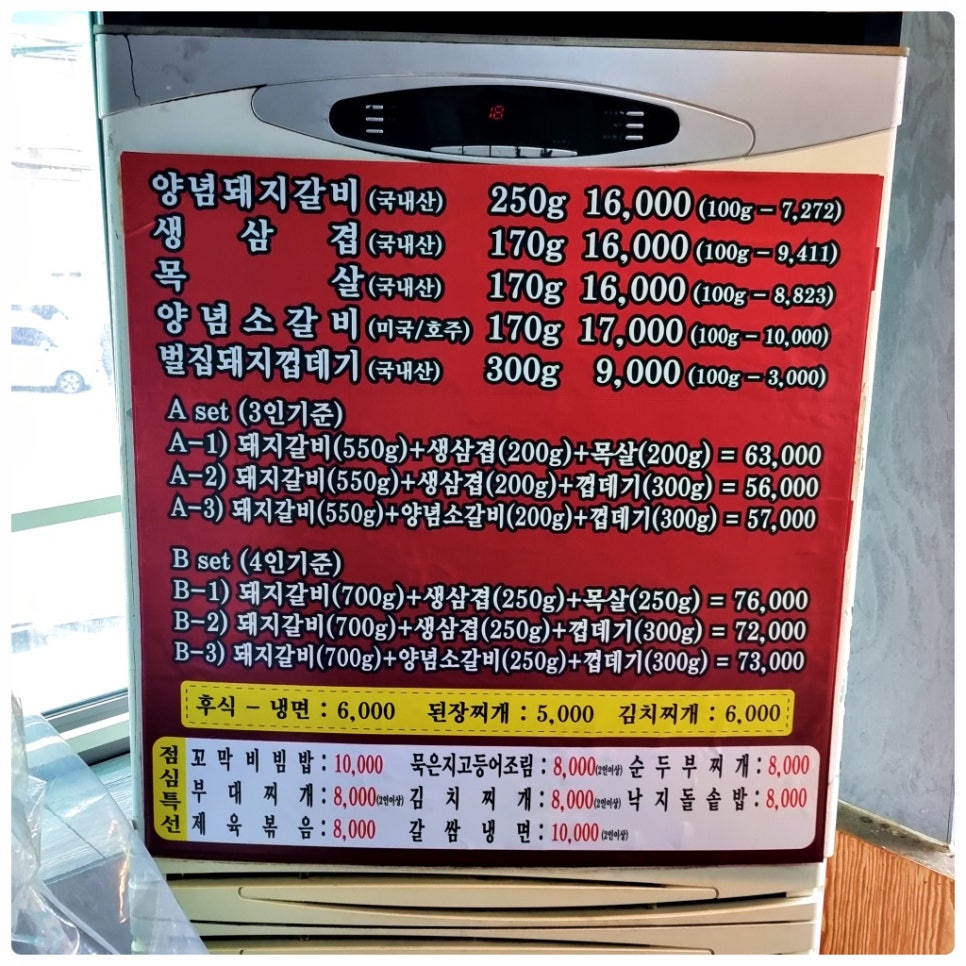 18
양념돼지갈비(국내산) 250g 16,000(100g-7,272)
생 삼 겹(국내산) 170g 16,000(100g-9,411)
목 살(국내산) 170g 16,000(100g-8,823)
양념소갈비(미국/호주) 170g 17,000(100g-10,000)
벌집돼지껍데기(국내산) 300g 9,000(100g-3,000)
A set (3인기준)
A-1) 돼지갈비(550g)+생삼겹(200g)+목살(200g) = 63,000
A-2) 돼지갈비(550g)+생삼겹(200g)+껍데기(300g) = 56,000
A-3) 돼지갈비(550g)+양념소갈비(200g)+껍데기(300g) = 57,000
B set (4인기준)
B-1) 돼지갈비(700g)+생삼겹(250g)+목살(250g) = 76,000
B-2) 돼지갈비(700g)+생삼겹(250g)+껍데기(300g) = 72,000
B-3) 돼지갈비(700g)+양념소갈비(250g)+껍데기(300g) = 73,000
후식 - 냉면 : 6,000 된장찌개 : 5,000 김치찌개 : 6,000
점심특선
꼬막비빔밥 : 10,000 묵은지고등어조림 : 8,000(2인이상) 순두부찌개 : 8,000
부대찌개 : 8,000(2인이상) 김치찌개 : 8,000(2인이상) 낙지돌솥밥 : 8,000
제육볶음 : 8,000 갈쌈냉면 : 10,000(2인이상)